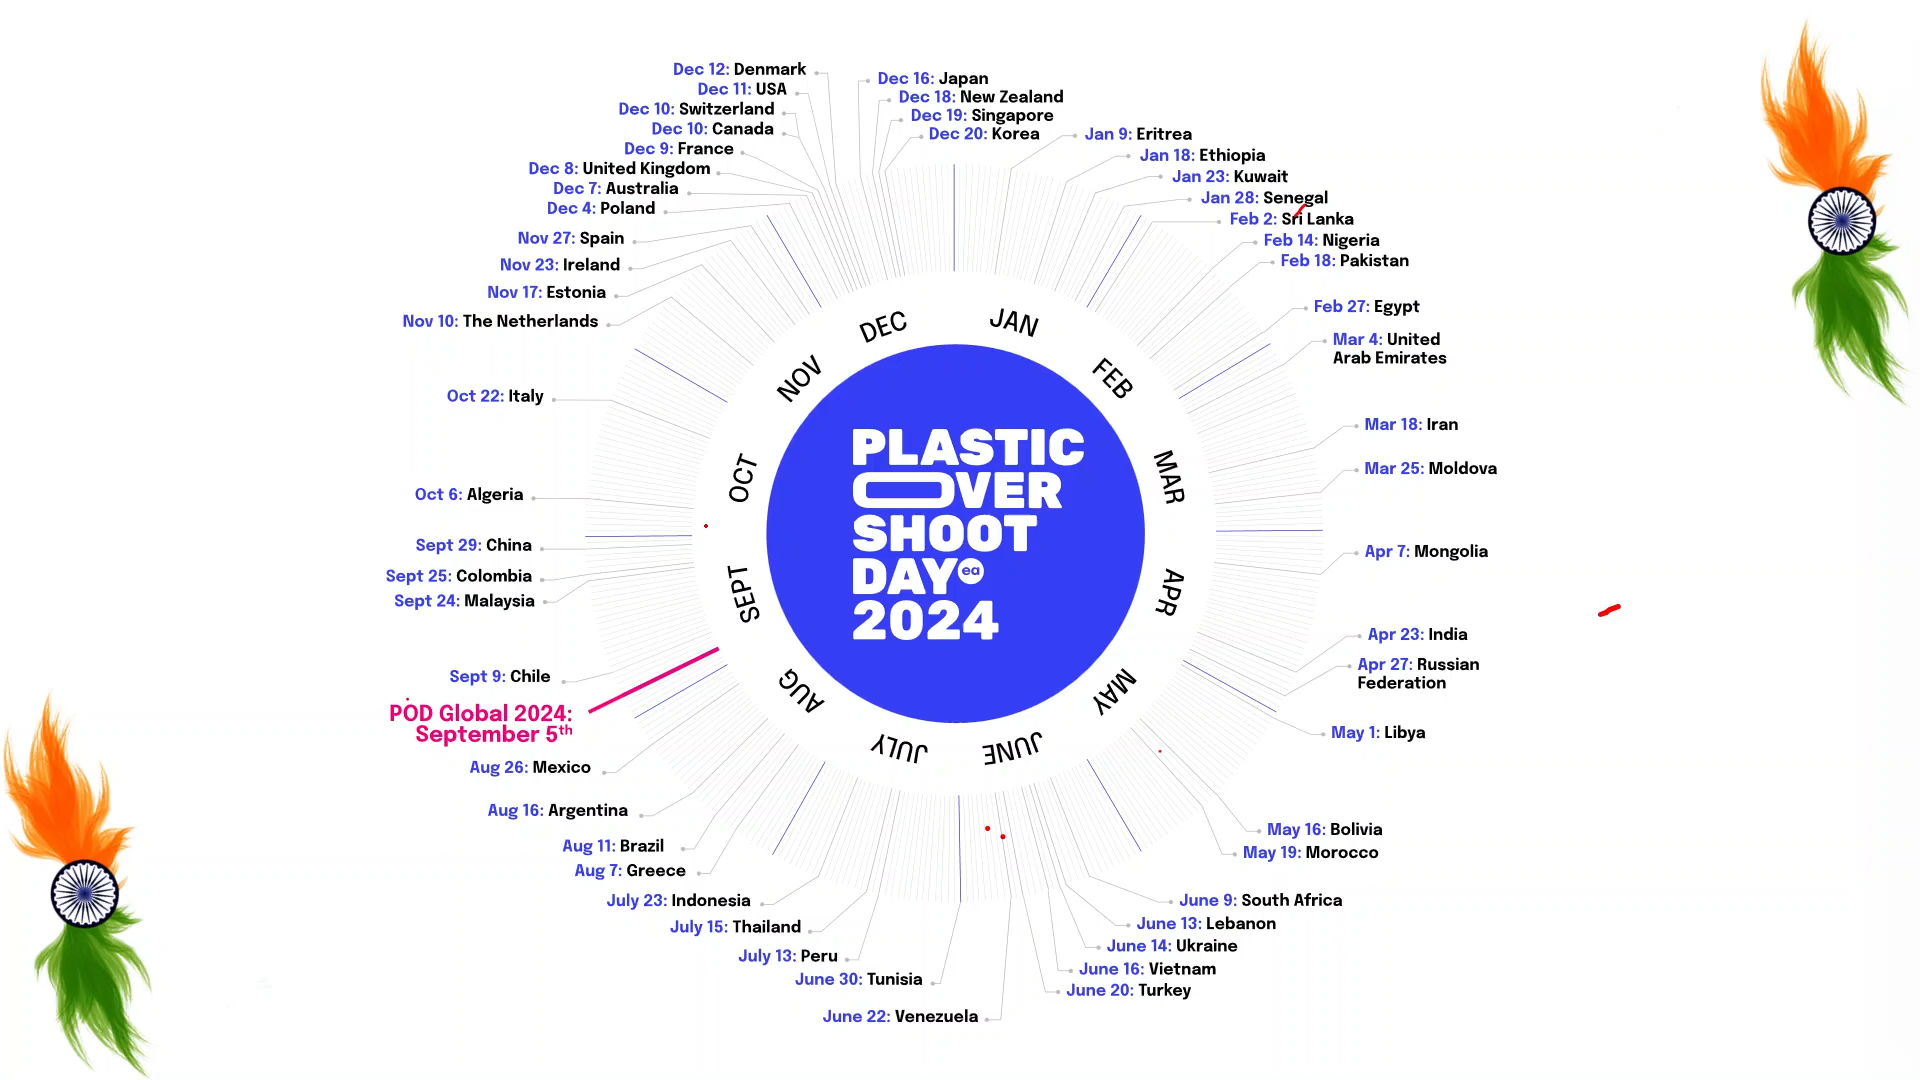 Dec 12: Denmark
Dec 11: USA
Dec 10: Switzerland
Dec 10: Canada
Dec 9: France
Dec 8: United Kingdom
Dec 7: Australia
Dec 4: Poland
Nov 27: Spain
Nov 23: Ireland
Nov 17: Estonia
Nov 10: The Netherlands
Oct 22: Italy
Oct 6: Algeria
Sept 29: China
Sept 25: Colombia
Sept 24: Malaysia
Sept 9: Chile
POD Global 2024:
September 5th
Aug 26: Mexico
Aug 16: Argentina
Aug 11: Brazil
Aug 7: Greece
July 23: Indonesia
July 15: Thailand
July 13: Peru
June 30: Tunisia
June 22: Venezuela
Dec 16: Japan
Dec 18: New Zealand
Dec 19: Singapore
Dec 20: Korea
Jan 9: Eritrea
Jan 18: Ethiopia
Jan 23: Kuwait
Jan 28: Senegal
Feb 2: Sri Lanka
Feb 14: Nigeria
Feb 18: Pakistan
Feb 27: Egypt
Mar 4: United
Arab Emirates
Mar 18: Iran
Mar 25: Moldova
Apr 7: Mongolia
Apr 23: India
Apr 27: Russian
Federation
May 1: Libya
May 16: Bolivia
May 19: Morocco
June 9: South Africa
June 13: Lebanon
June 14: Ukraine
June 16: Vietnam
June 20: Turkey
JAN
FEB
MAR
APR
MAY
JUNE
JULY
AUG
SEPT
OCT
NOV
DEC
PLASTIC
OVER
SHOOT
DAY ea
2024